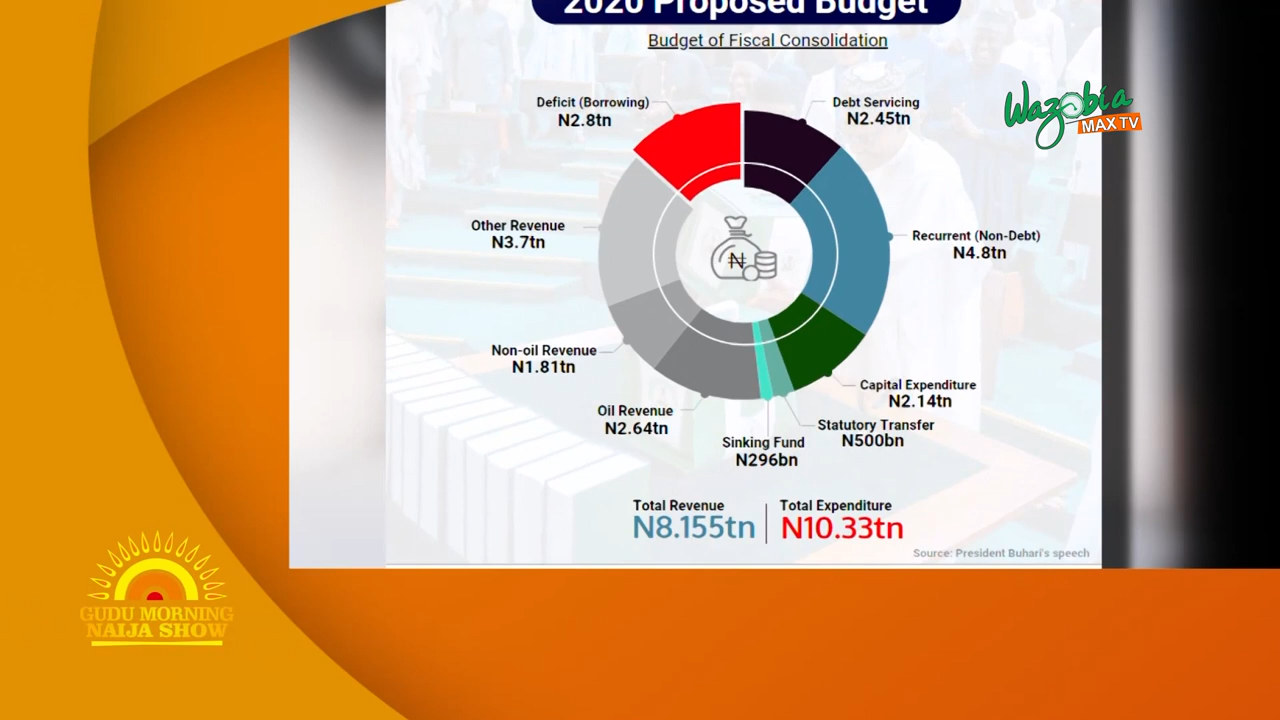 2020 Proposed Budget
Budget of Fiscal Consolidation
Wazobia
MAX TV
Deficit (Borrowing)
N2.8tn
Debt Servicing
N2.45tn
Other Revenue
N3.7tn
Recurrent (Non-Debt)
N4.8tn
₦
Non-oil Revenue
N1.81tn
Capital Expenditure
N2.14tn
Oil Revenue
N2.64tn
Statutory Transfer
N500bn
Sinking Fund
N296bn
Total Revenue
N8.155tn
Total Expenditure
N10.33tn
Source: President Buhari's speech
GUDU MORNING
NAIJA SHOW